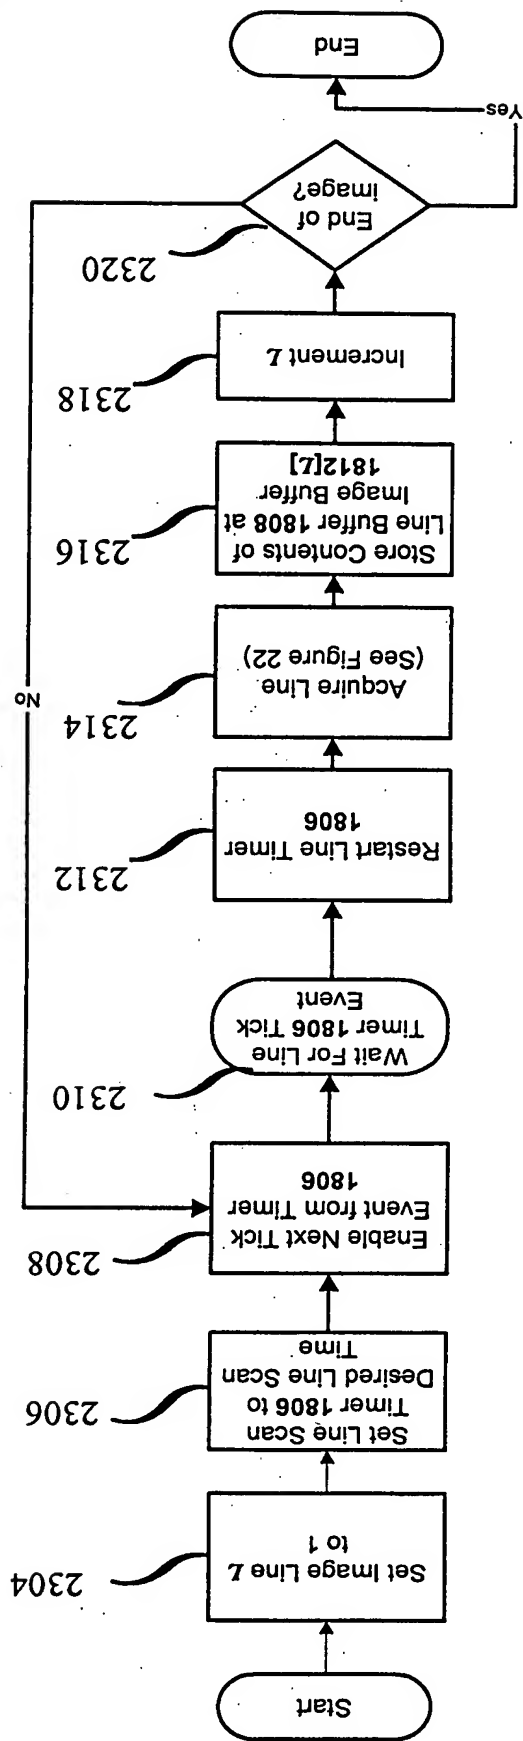 Start
Set Image Line L
to 1
2304
Set Line Scan
Timer 1806 to
Desired Line Scan
Time
2306
Enable Next Tick
Event from Timer
1806
2308
Wait For Line
Timer 1806 Tick
Event
2310
Restart Line Timer
1806
2312
Acquire Line
(See Figure 22)
2314
Store Contents of
Line Buffer 1808 at
Image Buffer
1812[L]
2316
Increment L
2318
End of
image?
2320
No
Yes
End